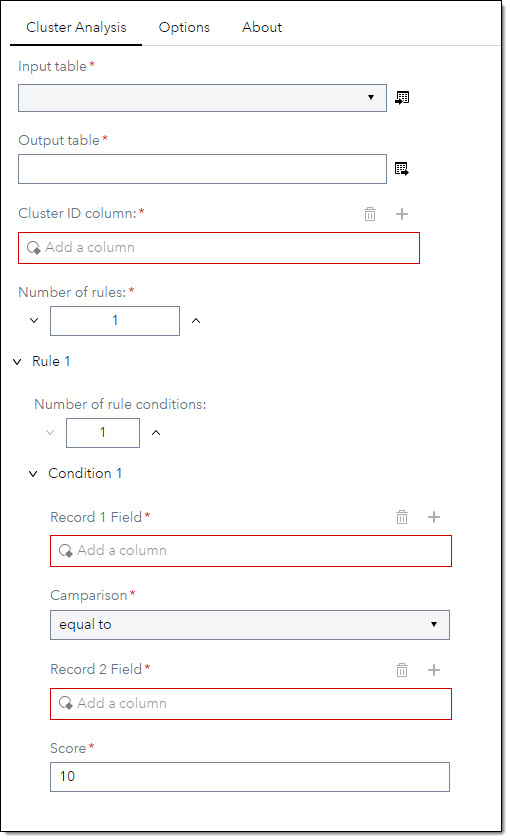 Cluster Analysis Options About
Input table*
Output table*
Cluster ID column:*
Add a column
Number of rules:*
1
Rule 1
Number of rule conditions:
1
Condition 1
Record 1 Field*
Add a column
Camparison*
equal to
Record 2 Field*
Add a column
Score*
10